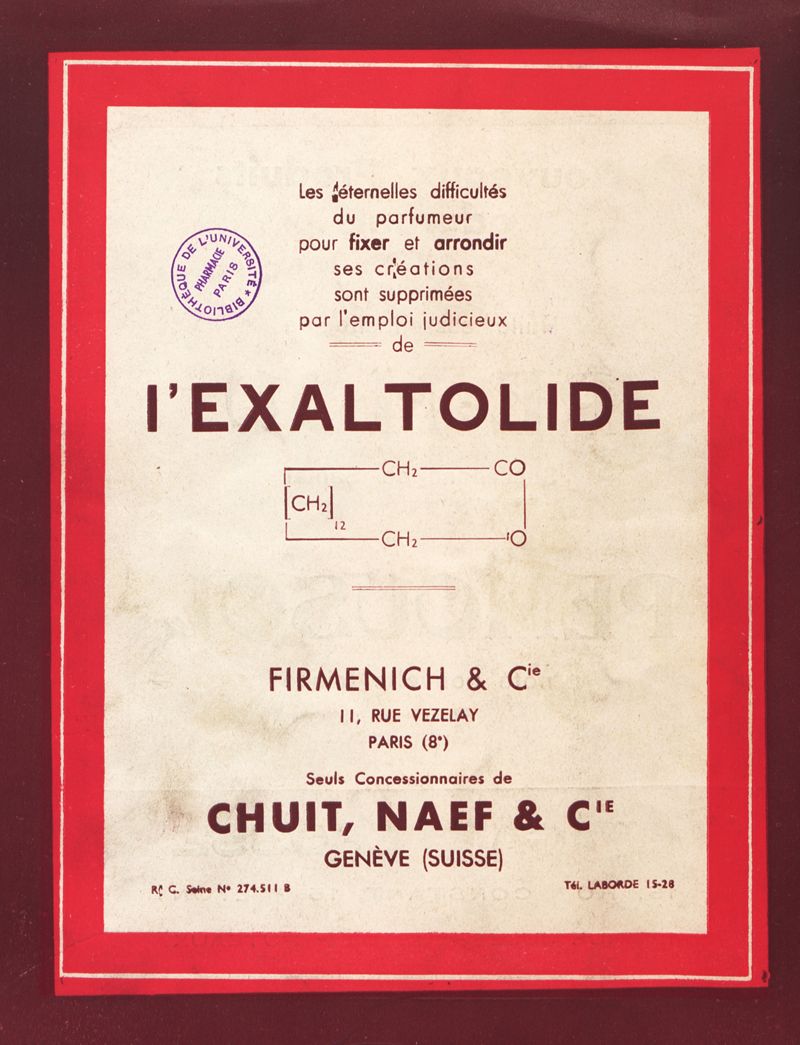 Les éternelles difficultés
du parfumeur
pour fixer et arrondir
ses créations
sont supprimées
par l'emploi judicieux
de
BIBLIOTHÈQUE DE L'UNIVERSITÉ
PHARMACIE
PARIS
l'EXALTOLIDE
CH₂ CO
[CH₂]
12
CH₂ O
FIRMENICH & Cie
11, RUE VEZELAY
PARIS (8e)
Seuls Concessionnaires de
CHUIT, NAEF & CIE
GENÈVE (SUISSE)
R. C. Seine No 274.511 B
Tél. LABORDE 15-28